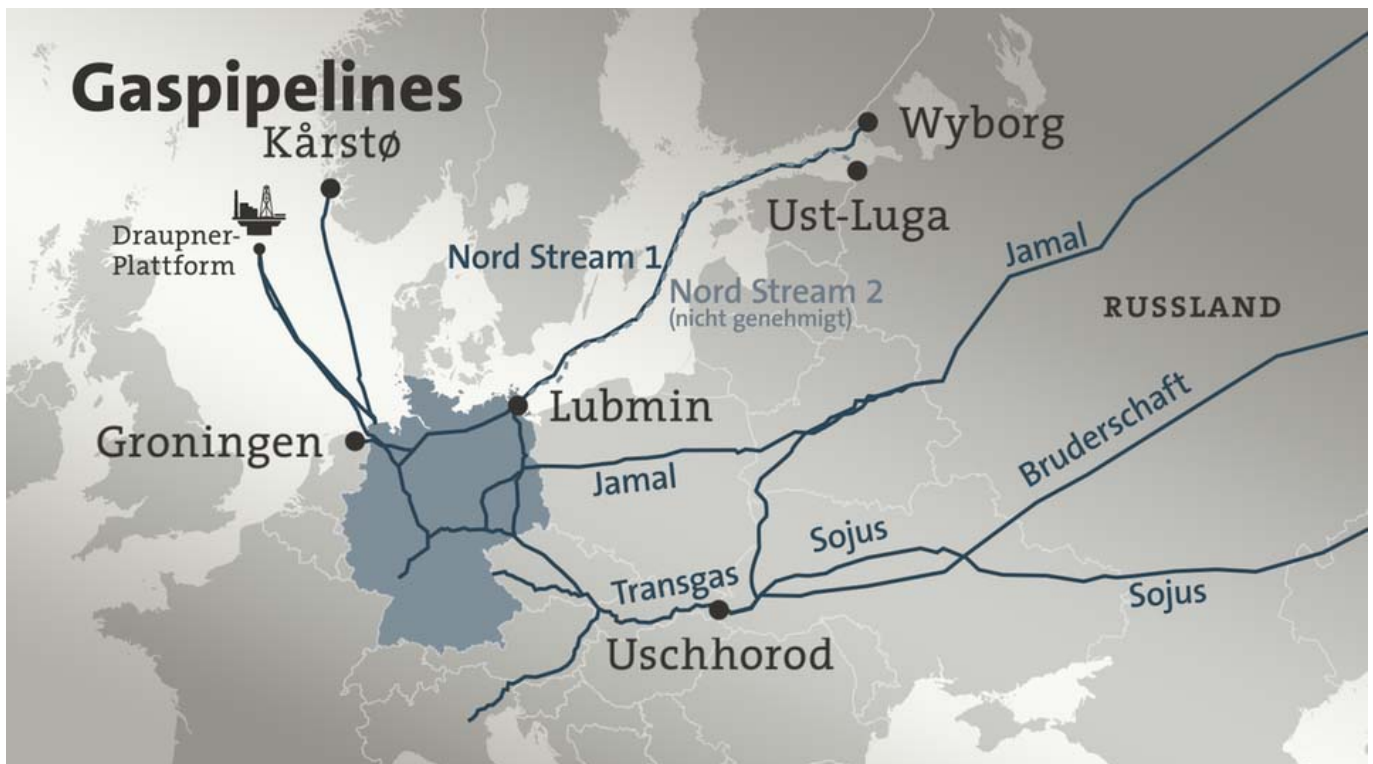 Gaspipelines
Kårstø
Wyborg
Ust-Luga
Draupner-
Plattform
Nord Stream 1
Jamal
Nord Stream 2
(nicht genehmigt)
RUSSLAND
Lubmin
Groningen
Jamal
Bruderschaft
Sojus
Transgas
Sojus
Uschhorod